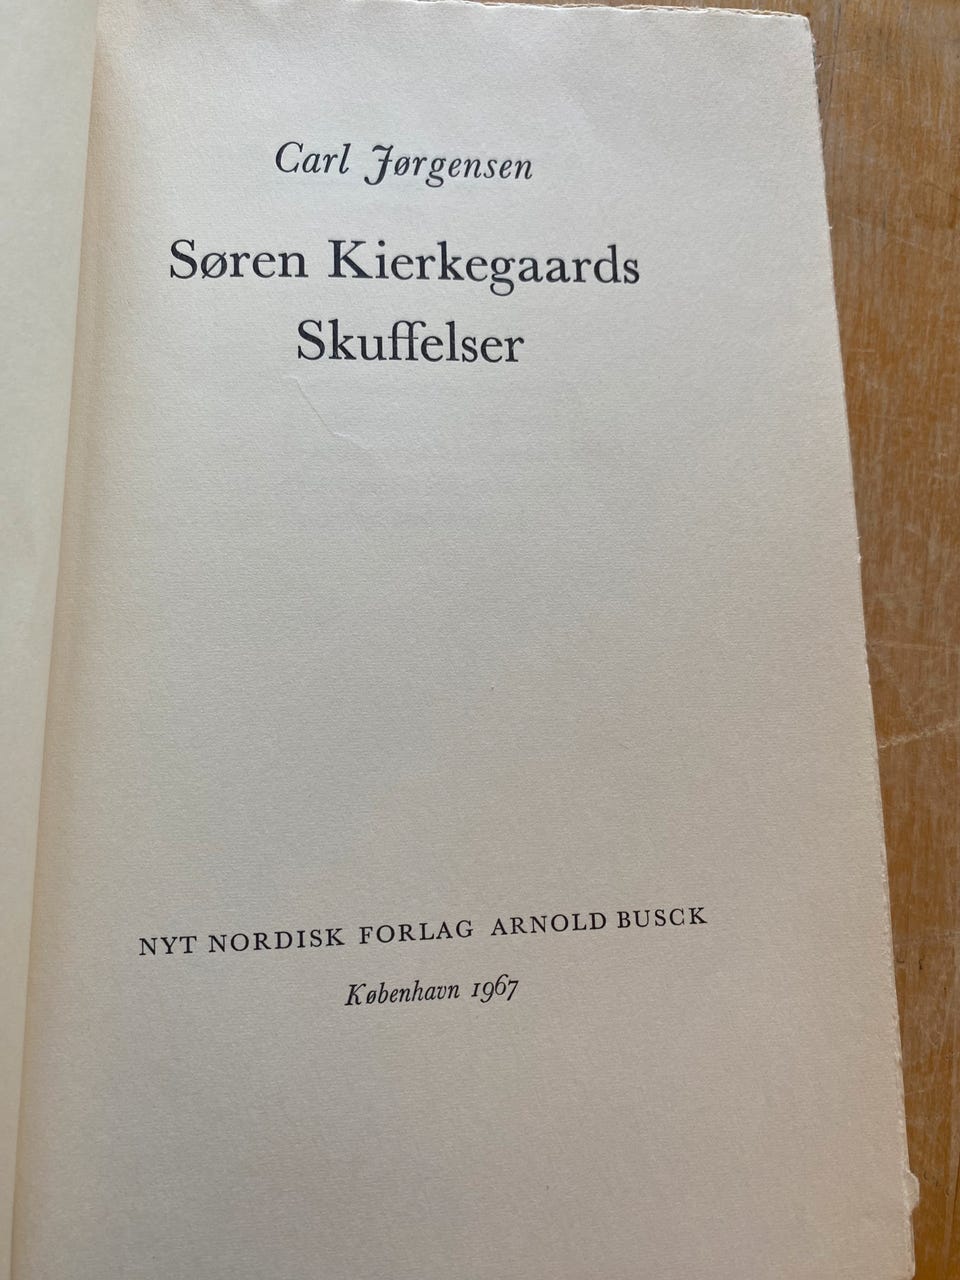 Carl Jørgensen
Søren Kierkegaards
Skuffelser
NYT NORDISK FORLAG ARNOLD BUSCK
København 1967